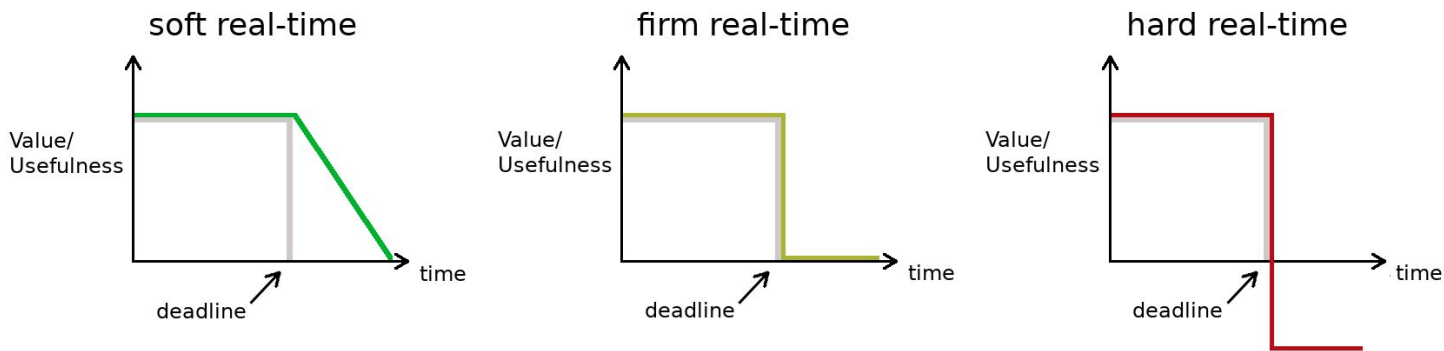 soft real-time
Value/
Usefulness
time
deadline
firm real-time
Value/
Usefulness
time
deadline
hard real-time
Value/
Usefulness
time
deadline